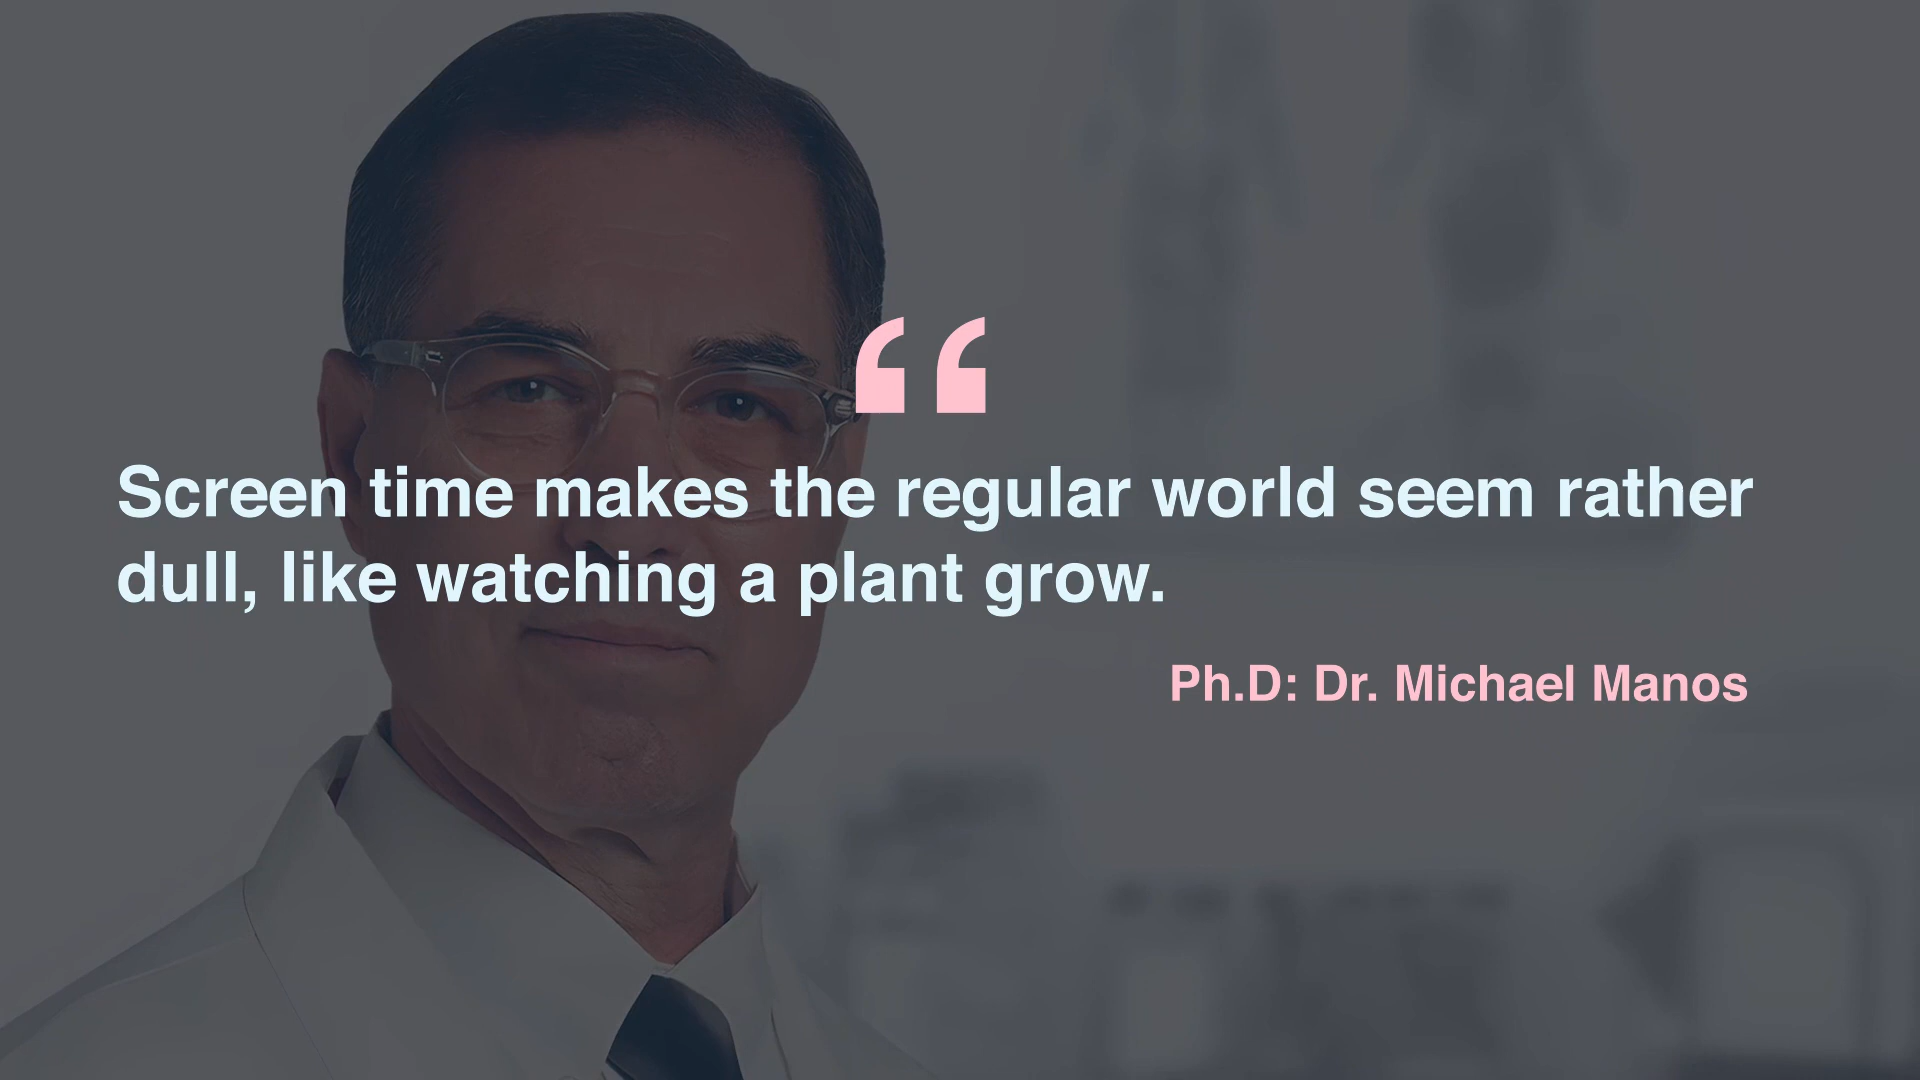 “
Screen time makes the regular world seem rather
dull, like watching a plant grow.
Ph.D: Dr. Michael Manos